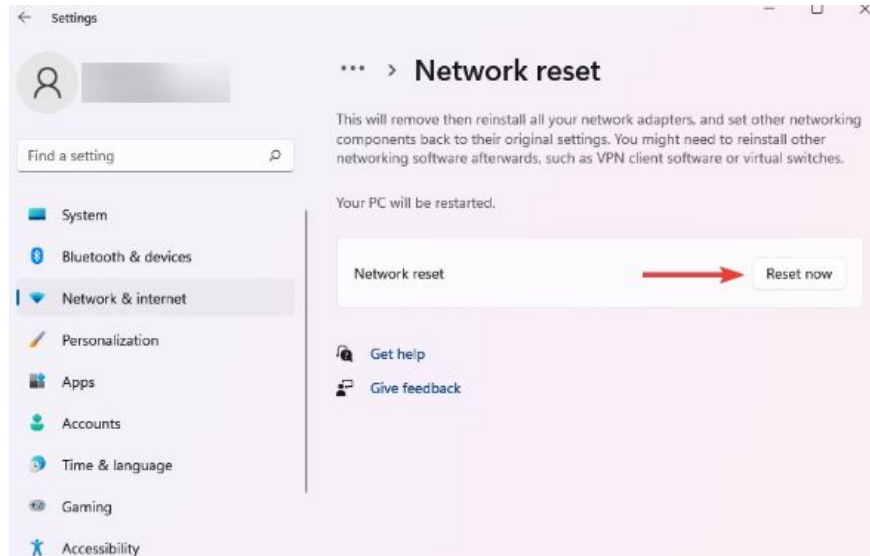 Settings
Find a setting
System
Bluetooth & devices
Network & internet
Personalization
Apps
Accounts
Time & language
Gaming
Accessibility
··· > Network reset
This will remove then reinstall all your network adapters, and set other networking
components back to their original settings. You might need to reinstall other
networking software afterwards, such as VPN client software or virtual switches.
Your PC will be restarted.
Network reset
Reset now
Get help
Give feedback